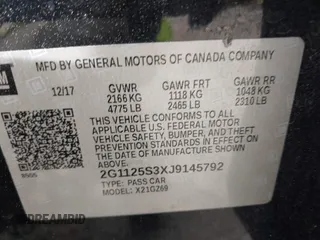 GM
MFD BY GENERAL MOTORS OF CANADA COMPANY
12/17 GVWR GAWR FRT GAWR RR
2166 KG 1118 KG 1048 KG
4775 LB 2465 LB 2310 LB
THIS VEHICLE CONFORMS TO ALL APPLICABLE U.S. FEDERAL MOTOR VEHICLE SAFETY, BUMPER, AND THEFT PREVENTION STANDARDS IN EFFECT ON THE DATE OF MANUFACTURE SHOWN ABOVE.
2G1125S3XJ9145792
TYPE: PASS CAR
MODEL: X21GZ69
DREAMBID